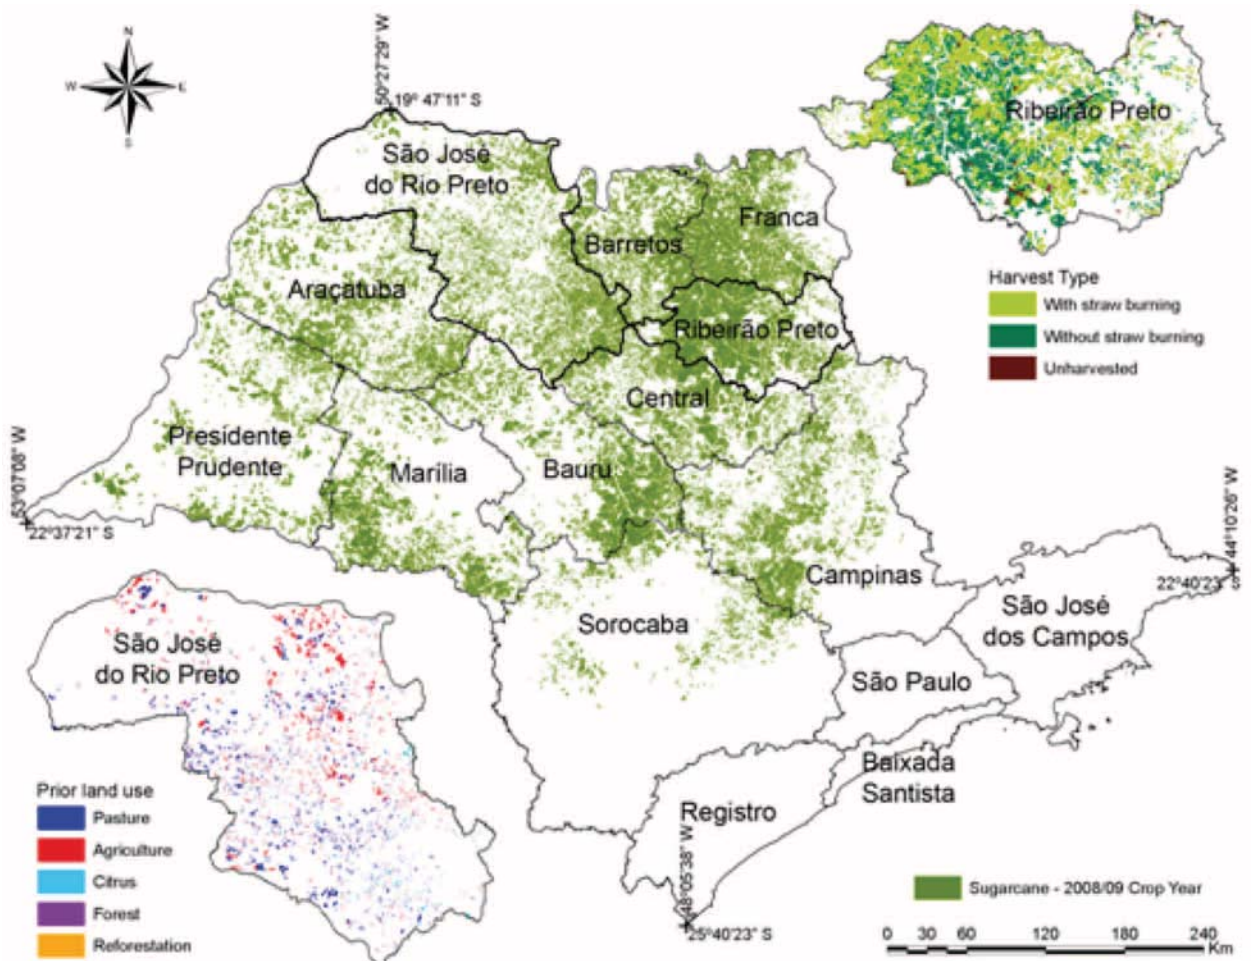 N
W
E
S
50°27'29" W
19° 47'11" S
São José
do Rio Preto
Barretos
Franca
Araçatuba
Ribeirão Preto
Central
Presidente
Prudente
Marília
Bauru
53°07'08" W
22°37'21" S
Campinas
Sorocaba
São José
dos Campos
44°10'26" W
22°40'23" S
São Paulo
Baixada
Santista
Registro
48°05'38" W
25°40'23" S
Ribeirão Preto
Harvest Type
With straw burning
Without straw burning
Unharvested
São José
do Rio Preto
Prior land use
Pasture
Agriculture
Citrus
Forest
Reforestation
Sugarcane - 2008/09 Crop Year
0 30 60 120 180 240
Km